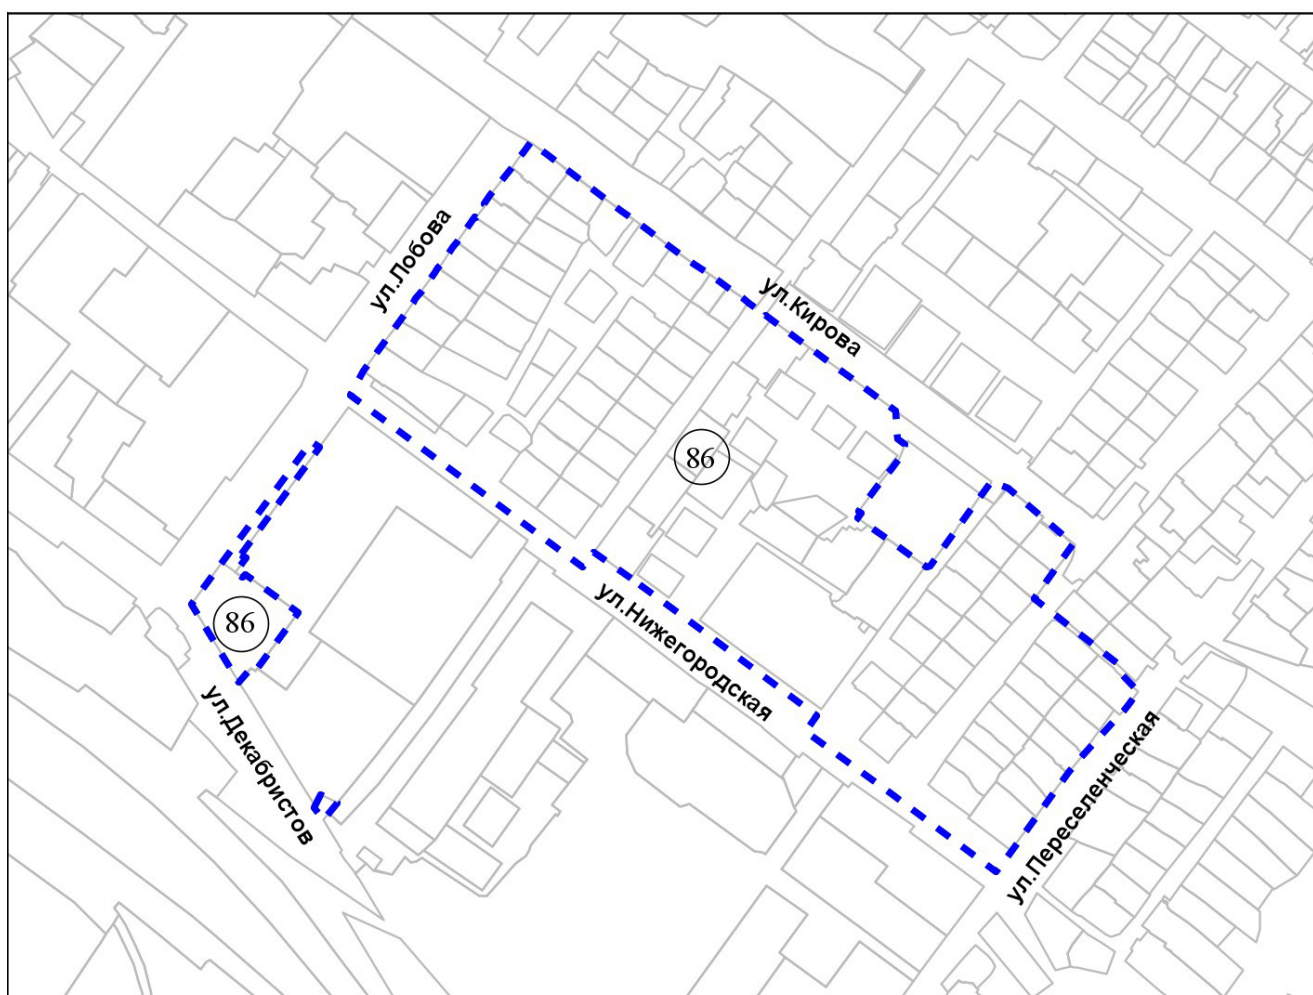 ул.Лобова
ул.Кирова
86
ул.Нижегородская
86
ул.Декабристов
ул.Переселенческая